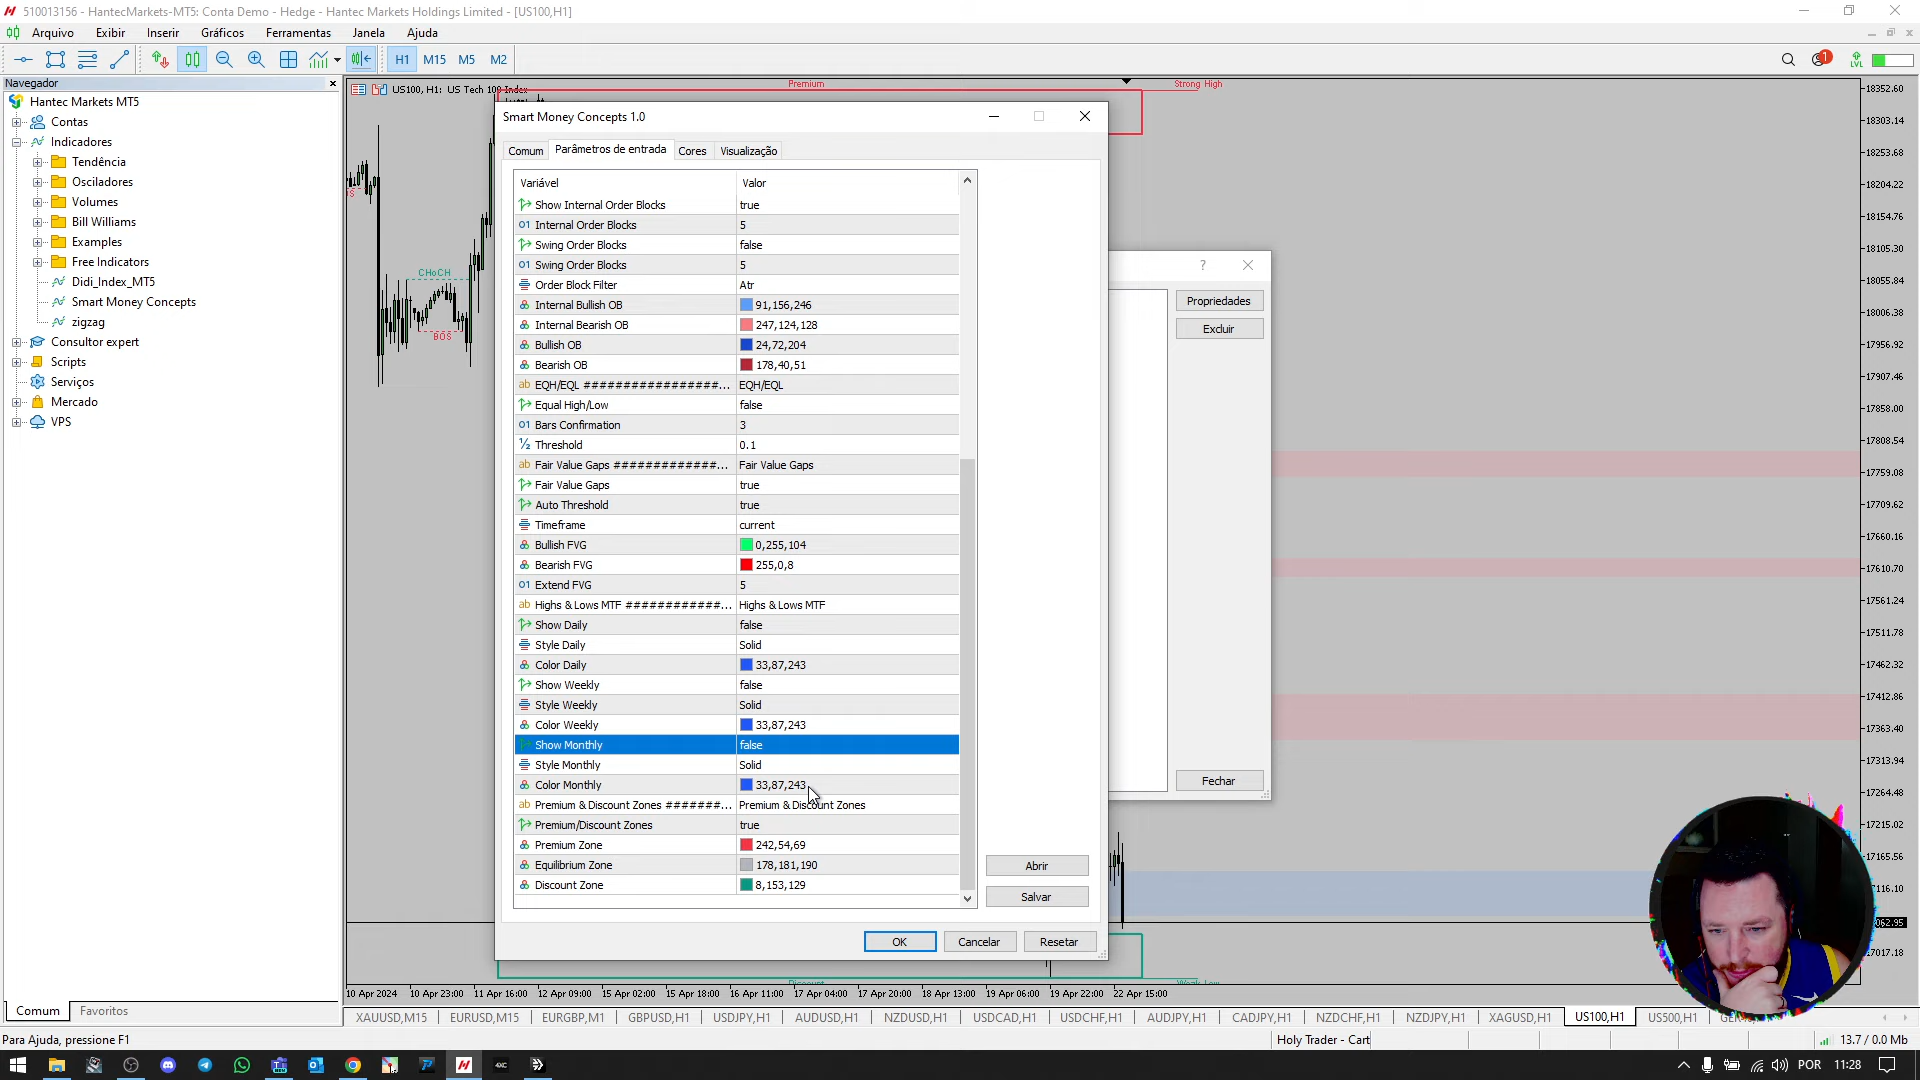 510013156 - HantecMarkets-MT5: Conta Demo - Hedge - Hantec Markets Holdings Limited - [US100,H1]
Arquivo Exibir Inserir Gráficos Ferramentas Janela Ajuda
H1 M15 M5 M2
1
LVL
Navegador
Hantec Markets MT5
Contas
Indicadores
Tendência
Osciladores
Volumes
Bill Williams
Examples
Free Indicators
Didi_Index_MT5
Smart Money Concepts
zigzag
Consultor expert
Scripts
Serviços
Mercado
VPS
Comum Favoritos
US100, H1: US Tech 100 Index
Premium
Strong High
CHoCH
BOS
Smart Money Concepts 1.0
Comum Parâmetros de entrada Cores Visualização
Variável Valor
Show Internal Order Blocks true
01 Internal Order Blocks 5
Swing Order Blocks false
01 Swing Order Blocks 5
Order Block Filter Atr
Internal Bullish OB 91,156,246
Internal Bearish OB 247,124,128
Bullish OB 24,72,204
Bearish OB 178,40,51
ab EQH/EQL ##################... EQH/EQL
Equal High/Low false
01 Bars Confirmation 3
½ Threshold 0.1
ab Fair Value Gaps #############... Fair Value Gaps
Fair Value Gaps true
Auto Threshold true
Timeframe current
Bullish FVG 0,255,104
Bearish FVG 255,0,8
01 Extend FVG 5
ab Highs & Lows MTF ############... Highs & Lows MTF
Show Daily false
Style Daily Solid
Color Daily 33,87,243
Show Weekly false
Style Weekly Solid
Color Weekly 33,87,243
Show Monthly false
Style Monthly Solid
Color Monthly 33,87,243
ab Premium & Discount Zones #######... Premium & Discount Zones
Premium/Discount Zones true
Premium Zone 242,54,69
Equilibrium Zone 178,181,190
Discount Zone 8,153,129
Abrir
Salvar
OK Cancelar Resetar
?
Propriedades
Excluir
Fechar
18352.60
18303.14
18253.68
18204.22
18154.76
18105.30
18055.84
18006.38
17956.92
17907.46
17858.00
17808.54
17759.08
17709.62
17660.16
17610.70
17561.24
17511.78
17462.32
17412.86
17363.40
17313.94
17264.48
17215.02
17165.56
17116.10
062.95
17017.18
Discount
Weak Low
10 Apr 2024 10 Apr 23:00 11 Apr 16:00 12 Apr 09:00 15 Apr 02:00 15 Apr 18:00 16 Apr 11:00 17 Apr 04:00 17 Apr 20:00 18 Apr 13:00 19 Apr 06:00 19 Apr 22:00 22 Apr 15:00
XAUUSD,M15 EURUSD,M15 EURGBP,M1 GBPUSD,H1 USDJPY,H1 AUDUSD,H1 NZDUSD,H1 USDCAD,H1 USDCHF,H1 AUDJPY,H1 CADJPY,H1 NZDCHF,H1 NZDJPY,H1 XAGUSD,H1 US100,H1 US500,H1
Para Ajuda, pressione F1
Holy Trader - Cart
13.7 / 0.0 Mb
4XC
POR 11:28